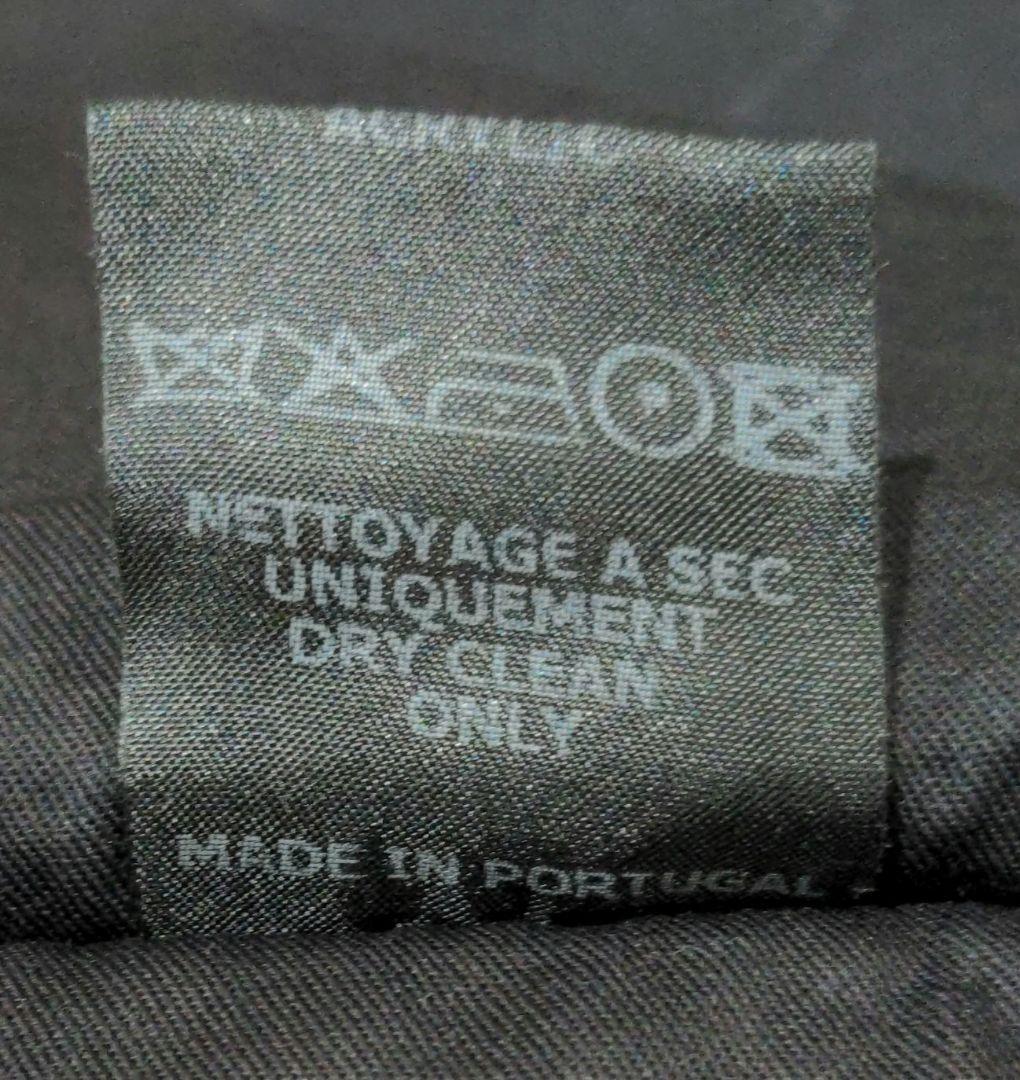 NETTOYAGE A SEC
UNIQUEMENT
DRY CLEAN
ONLY
MADE IN PORTUGAL